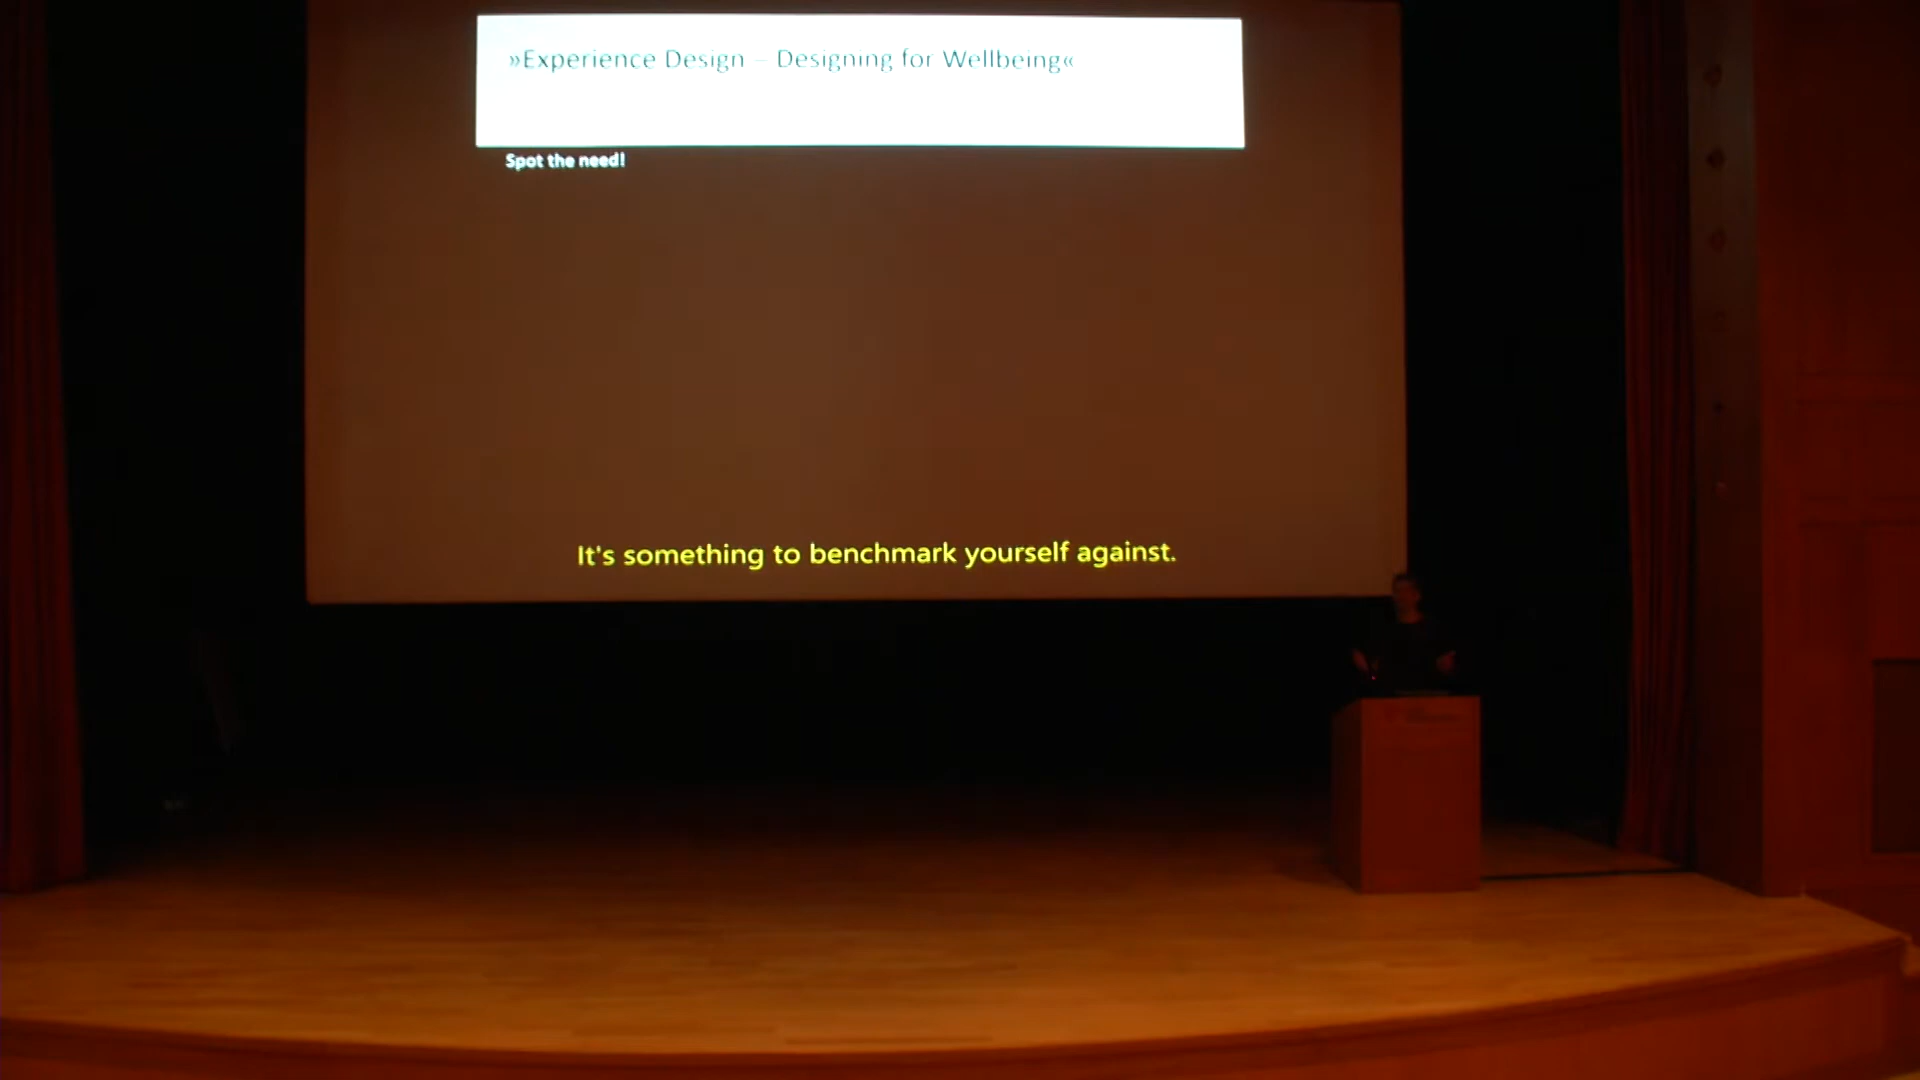 »Experience Design – Designing for Wellbeing«
Spot the need!
It's something to benchmark yourself against.